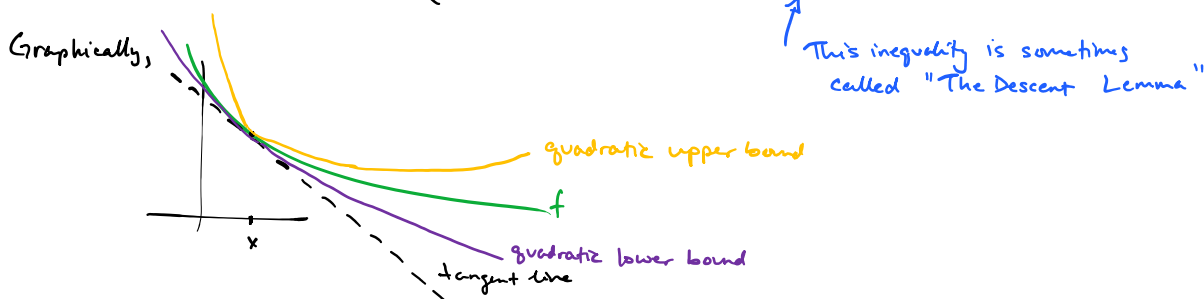 Graphically,
This inequality is sometimes
called "The Descent Lemma"
quadratic upper bound
f
x
quadratic lower bound
tangent line